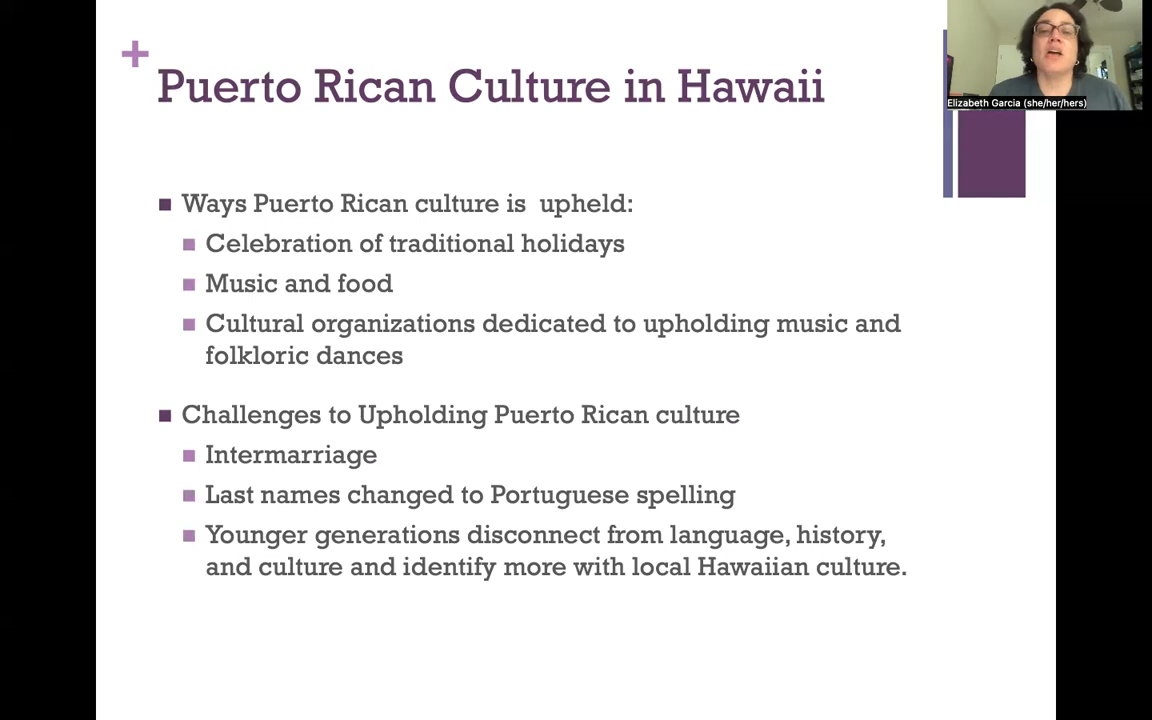 +
Puerto Rican Culture in Hawaii
Elizabeth Garcia (she/her/hers)
■ Ways Puerto Rican culture is  upheld:
■ Celebration of traditional holidays
■ Music and food
■ Cultural organizations dedicated to upholding music and
folkloric dances
■ Challenges to Upholding Puerto Rican culture
■ Intermarriage
■ Last names changed to Portuguese spelling
■ Younger generations disconnect from language, history,
and culture and identify more with local Hawaiian culture.